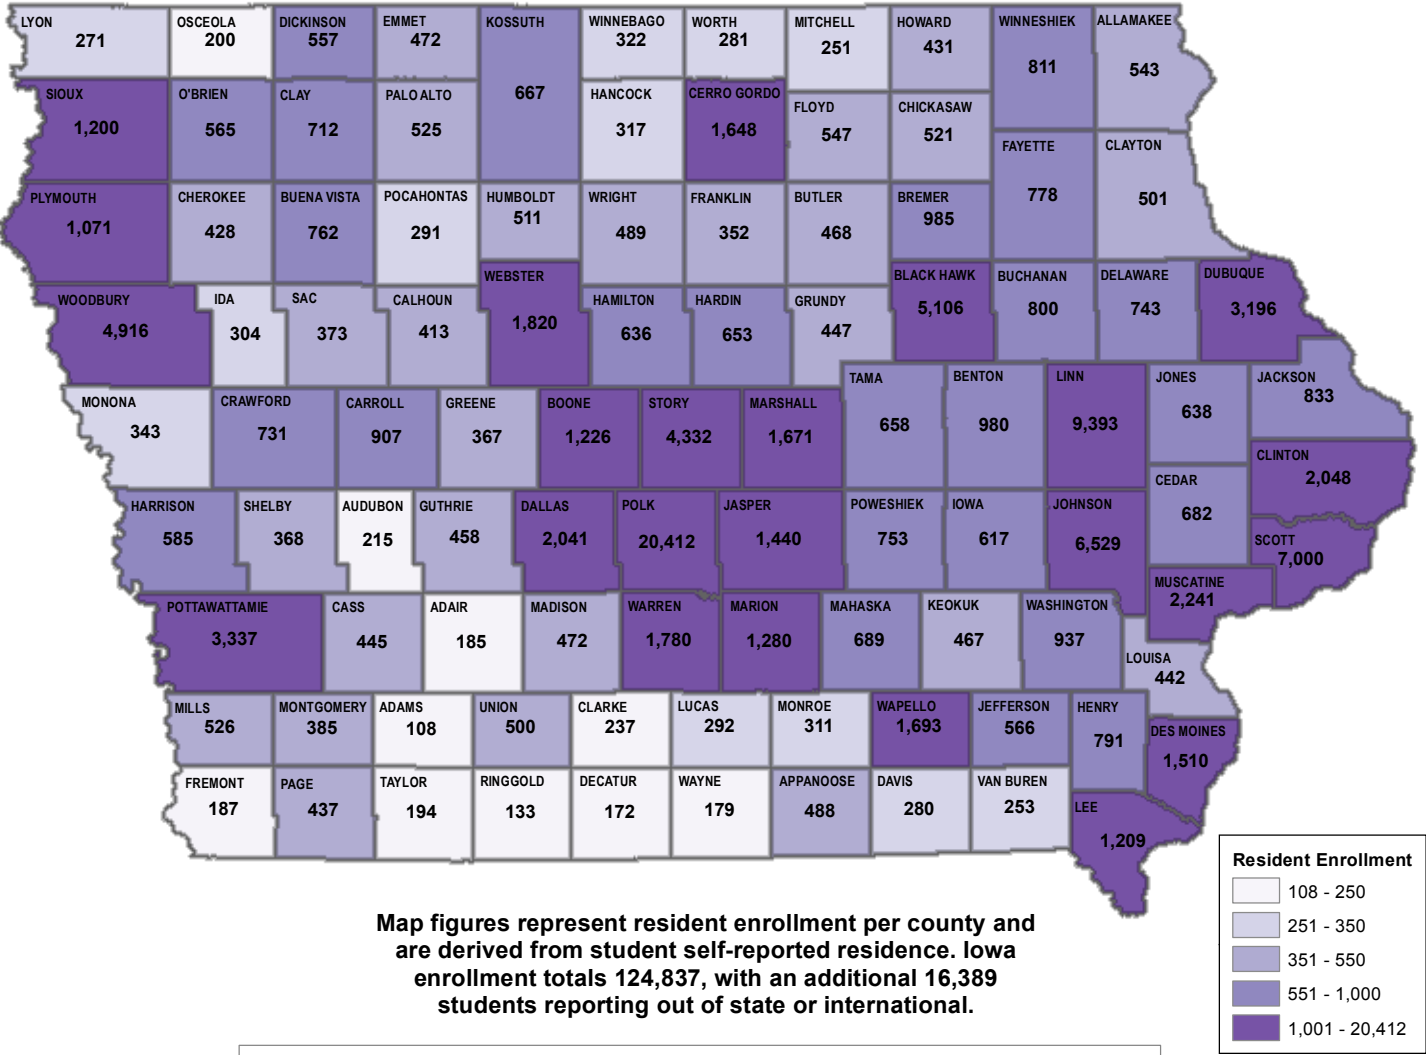 LYON
271
OSCEOLA
200
DICKINSON
557
EMMET
472
KOSSUTH
667
WINNEBAGO
322
WORTH
281
MITCHELL
251
HOWARD
431
WINNESHIEK
811
ALLAMAKEE
543
SIOUX
1,200
O'BRIEN
565
CLAY
712
PALO ALTO
525
HANCOCK
317
CERRO GORDO
1,648
FLOYD
547
CHICKASAW
521
FAYETTE
778
CLAYTON
501
PLYMOUTH
1,071
CHEROKEE
428
BUENA VISTA
762
POCAHONTAS
291
HUMBOLDT
511
WRIGHT
489
FRANKLIN
352
BUTLER
468
BREMER
985
WOODBURY
4,916
IDA
304
SAC
373
CALHOUN
413
WEBSTER
1,820
HAMILTON
636
HARDIN
653
GRUNDY
447
BLACK HAWK
5,106
BUCHANAN
800
DELAWARE
743
DUBUQUE
3,196
MONONA
343
CRAWFORD
731
CARROLL
907
GREENE
367
BOONE
1,226
STORY
4,332
MARSHALL
1,671
TAMA
658
BENTON
980
LINN
9,393
JONES
638
JACKSON
833
CLINTON
2,048
HARRISON
585
SHELBY
368
AUDUBON
215
GUTHRIE
458
DALLAS
2,041
POLK
20,412
JASPER
1,440
POWESHIEK
753
IOWA
617
JOHNSON
6,529
CEDAR
682
SCOTT
7,000
MUSCATINE
2,241
POTTAWATTAMIE
3,337
CASS
445
ADAIR
185
MADISON
472
WARREN
1,780
MARION
1,280
MAHASKA
689
KEOKUK
467
WASHINGTON
937
LOUISA
442
MILLS
526
MONTGOMERY
385
ADAMS
108
UNION
500
CLARKE
237
LUCAS
292
MONROE
311
WAPELLO
1,693
JEFFERSON
566
HENRY
791
DES MOINES
1,510
FREMONT
187
PAGE
437
TAYLOR
194
RINGGOLD
133
DECATUR
172
WAYNE
179
APPANOOSE
488
DAVIS
280
VAN BUREN
253
LEE
1,209
Resident Enrollment
108 - 250
251 - 350
351 - 550
551 - 1,000
1,001 - 20,412
Map figures represent resident enrollment per county and
are derived from student self-reported residence. Iowa
enrollment totals 124,837, with an additional 16,389
students reporting out of state or international.